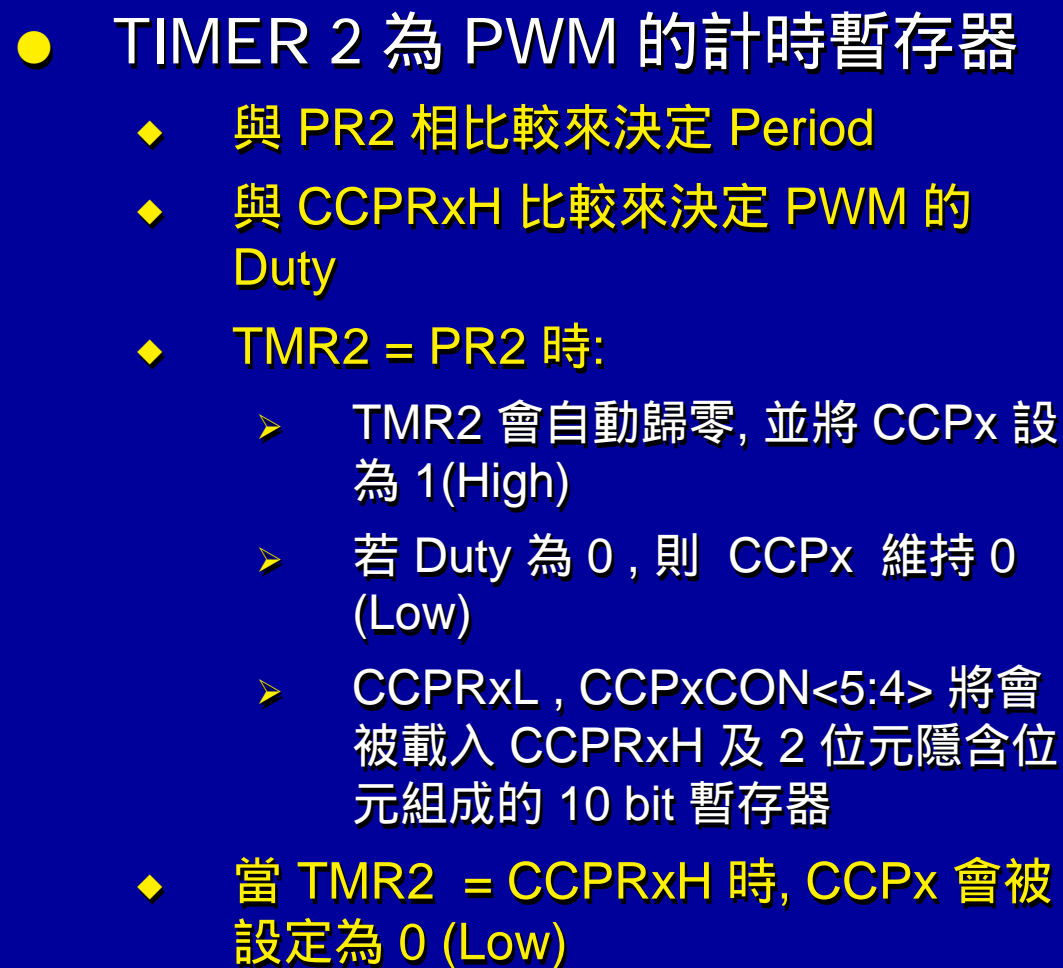 TIMER 2 為 PWM 的計時暫存器
與 PR2 相比較來決定 Period
與 CCPRxH 比較來決定 PWM 的
Duty
TMR2 = PR2 時:
TMR2 會自動歸零, 並將 CCPx 設
為 1(High)
若 Duty 為 0 , 則 CCPx 維持 0
(Low)
CCPRxL , CCPxCON<5:4> 將會
被載入 CCPRxH 及 2 位元隱含位
元組成的 10 bit 暫存器
當 TMR2 = CCPRxH 時, CCPx 會被
設定為 0 (Low)